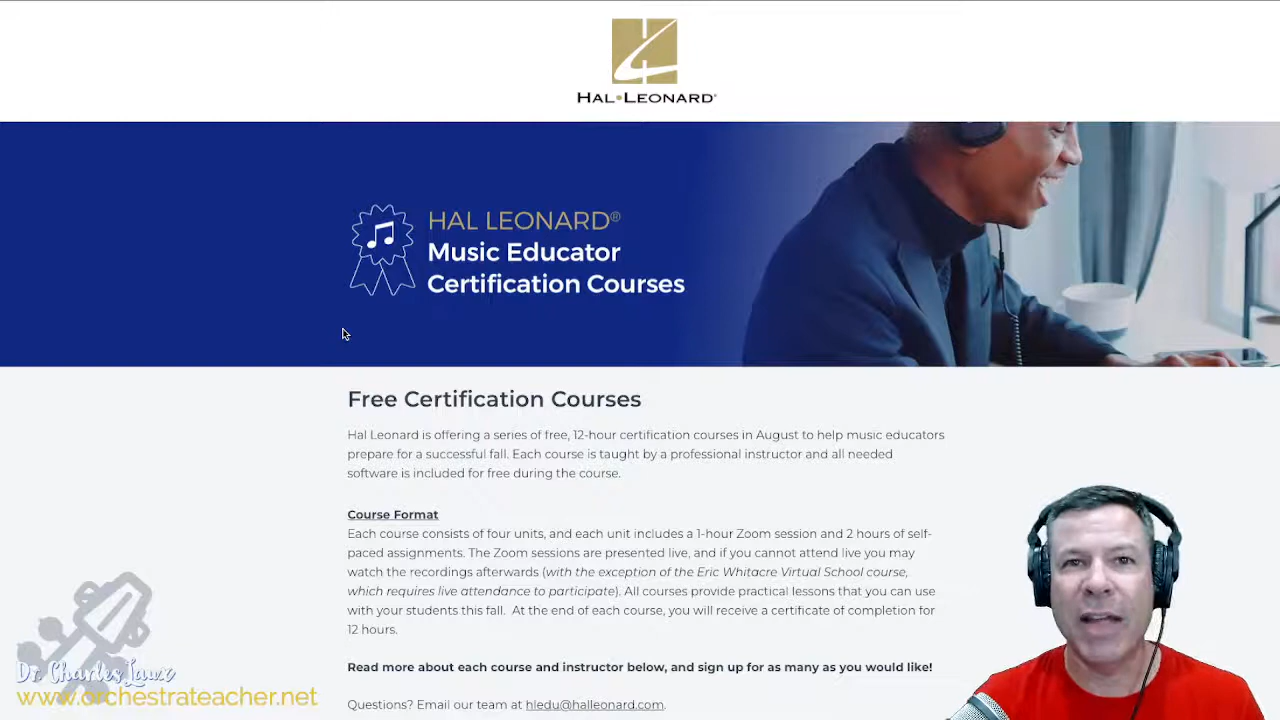 HAL•LEONARD®
HAL LEONARD®
Music Educator
Certification Courses
Free Certification Courses
Hal Leonard is offering a series of free, 12-hour certification courses in August to help music educators
prepare for a successful fall. Each course is taught by a professional instructor and all needed
software is included for free during the course.
Course Format
Each course consists of four units, and each unit includes a 1-hour Zoom session and 2 hours of self-
paced assignments. The Zoom sessions are presented live, and if you cannot attend live you may
watch the recordings afterwards (with the exception of the Eric Whitacre Virtual School course,
which requires live attendance to participate). All courses provide practical lessons that you can use
with your students this fall. At the end of each course, you will receive a certificate of completion for
12 hours.
Read more about each course and instructor below, and sign up for as many as you would like!
Questions? Email our team at hledu@halleonard.com.
Dr. Charles Laux
www.orchestrateacher.net